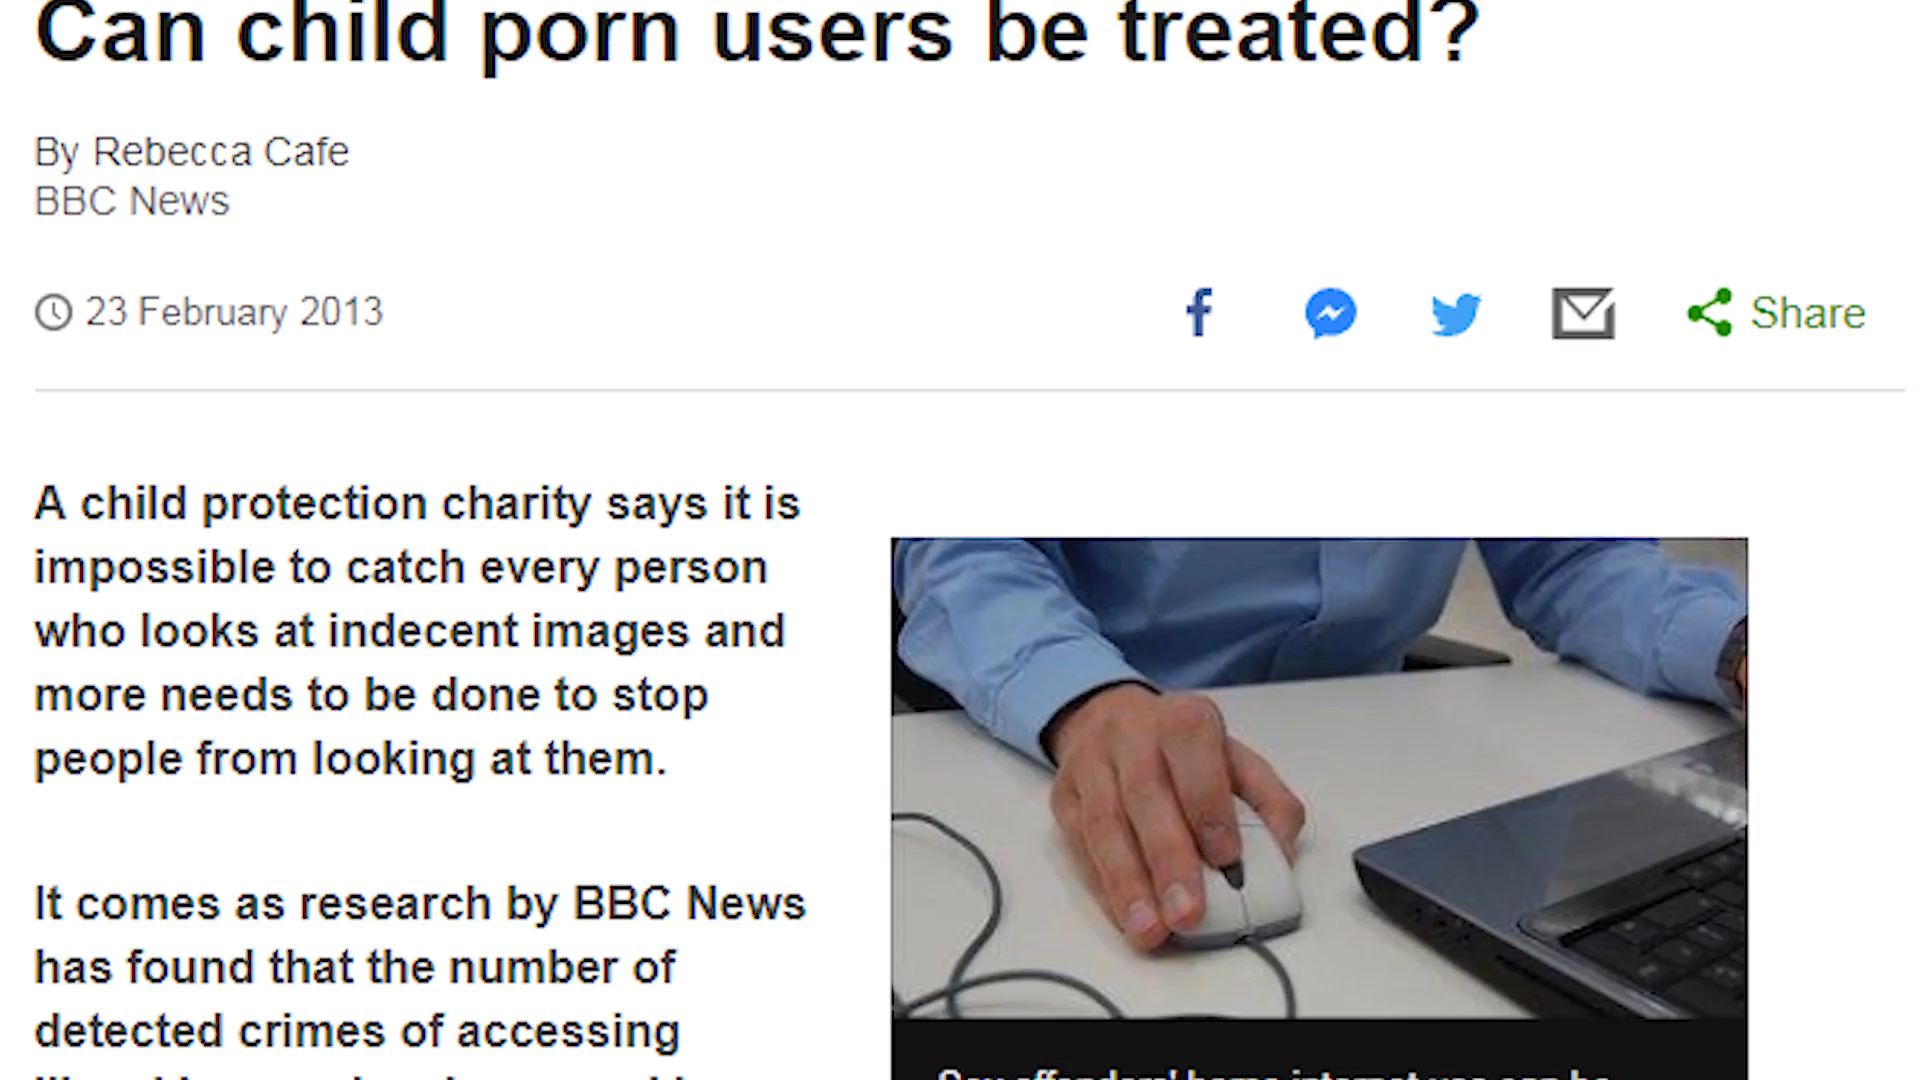 Can child porn users be treated?
By Rebecca Cafe
BBC News
23 February 2013
Share
A child protection charity says it is
impossible to catch every person
who looks at indecent images and
more needs to be done to stop
people from looking at them.
It comes as research by BBC News
has found that the number of
detected crimes of accessing